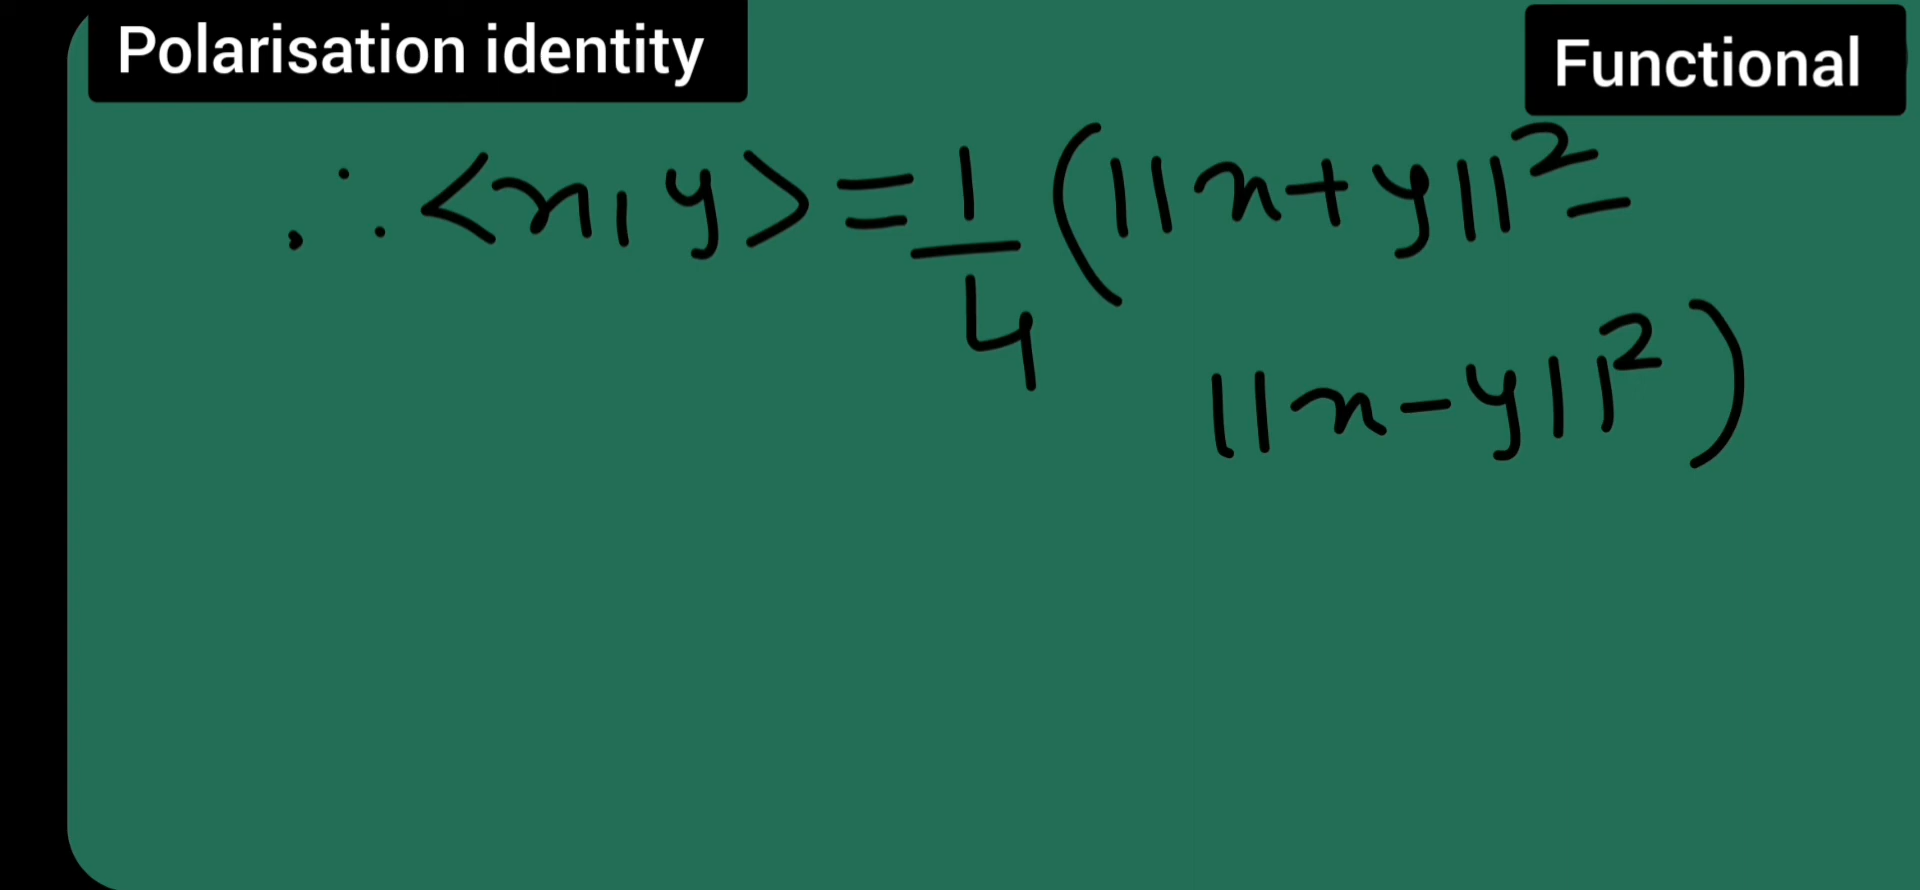 Polarisation identity
Functional
∴ <x, y> = 1/4 (||x+y||² −
||x−y||²)